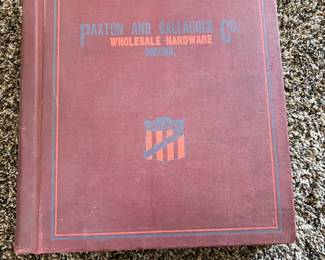 PAXTON AND GALLAGHER CO.
WHOLESALE HARDWARE
OMAHA.